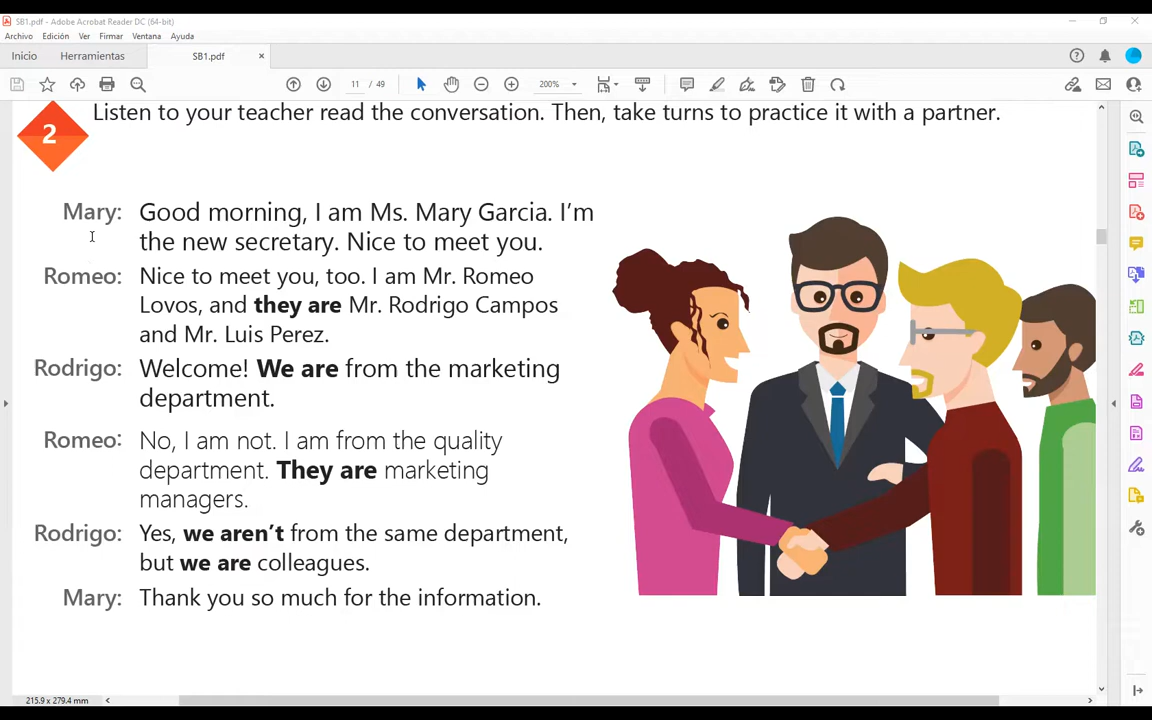 SB1.pdf - Adobe Acrobat Reader DC (64-bit)
Archivo Edición Ver Firmar Ventana Ayuda
Inicio Herramientas SB1.pdf ×
11 / 49 200%
2 Listen to your teacher read the conversation. Then, take turns to practice it with a partner.
Mary: Good morning, I am Ms. Mary Garcia. I'm
the new secretary. Nice to meet you.
Romeo: Nice to meet you, too. I am Mr. Romeo
Lovos, and they are Mr. Rodrigo Campos
and Mr. Luis Perez.
Rodrigo: Welcome! We are from the marketing
department.
Romeo: No, I am not. I am from the quality
department. They are marketing
managers.
Rodrigo: Yes, we aren't from the same department,
but we are colleagues.
Mary: Thank you so much for the information.
215.9 x 279.4 mm